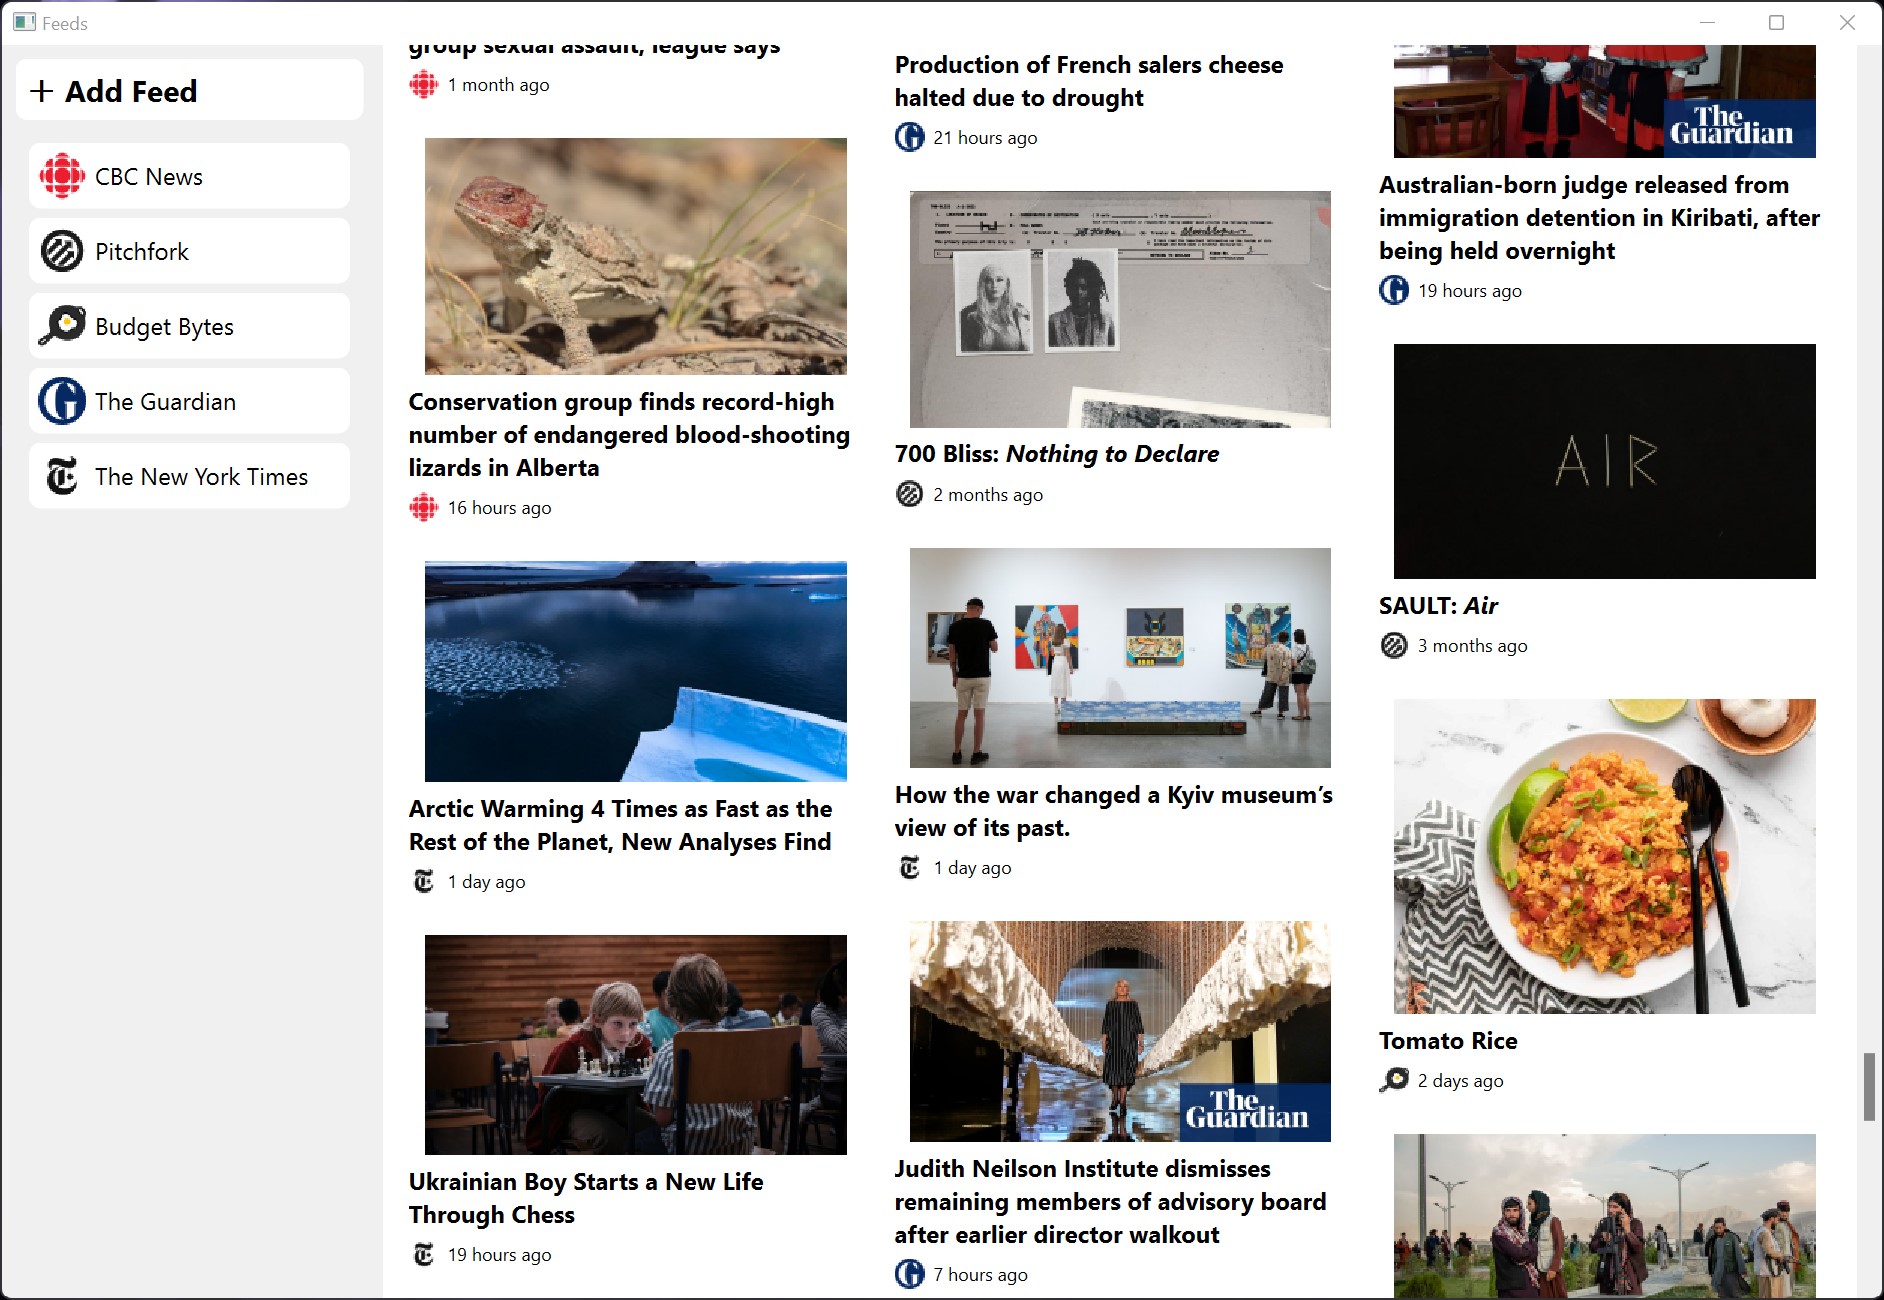 Feeds
Add Feed
CBC News
Pitchfork
Budget Bytes
The Guardian
The New York Times
group sexual assault, league says
1 month ago
Conservation group finds record-high
number of endangered blood-shooting
lizards in Alberta
16 hours ago
Arctic Warming 4 Times as Fast as the
Rest of the Planet, New Analyses Find
1 day ago
Ukrainian Boy Starts a New Life
Through Chess
19 hours ago
Production of French salers cheese
halted due to drought
21 hours ago
700 Bliss: Nothing to Declare
2 months ago
How the war changed a Kyiv museum’s
view of its past.
1 day ago
The
Guardian
Judith Neilson Institute dismisses
remaining members of advisory board
after earlier director walkout
7 hours ago
The
Guardian
Australian-born judge released from
immigration detention in Kiribati, after
being held overnight
19 hours ago
AIR
SAULT: Air
3 months ago
Tomato Rice
2 days ago